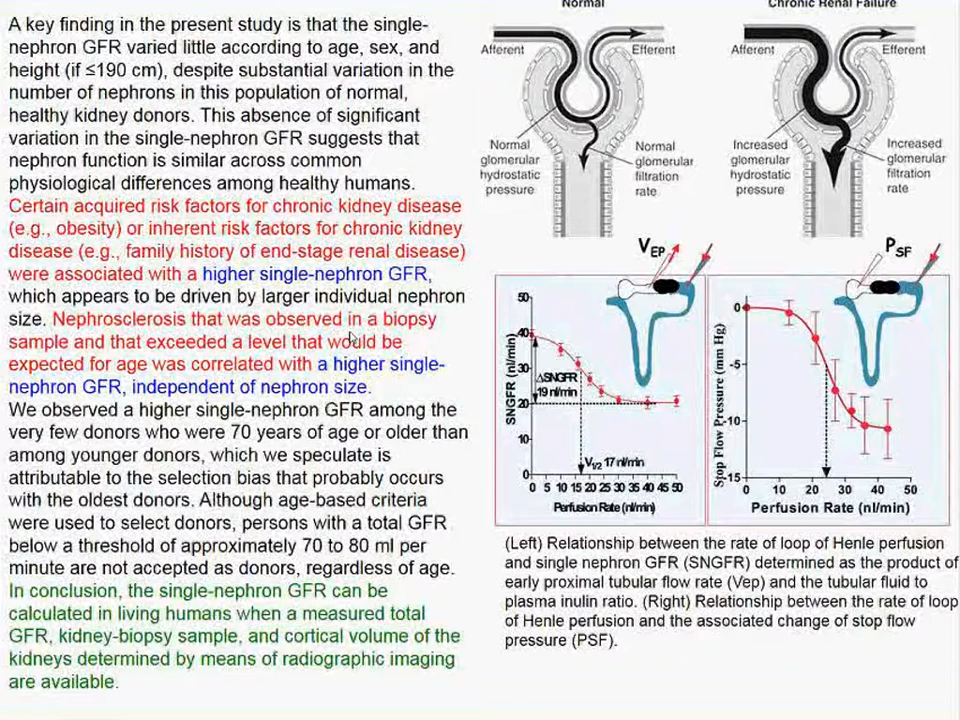 A key finding in the present study is that the single-
nephron GFR varied little according to age, sex, and
height (if ≤190 cm), despite substantial variation in the
number of nephrons in this population of normal,
healthy kidney donors. This absence of significant
variation in the single-nephron GFR suggests that
nephron function is similar across common
physiological differences among healthy humans.
Certain acquired risk factors for chronic kidney disease
(e.g., obesity) or inherent risk factors for chronic kidney
disease (e.g., family history of end-stage renal disease)
were associated with a higher single-nephron GFR,
which appears to be driven by larger individual nephron
size. Nephrosclerosis that was observed in a biopsy
sample and that exceeded a level that would be
expected for age was correlated with a higher single-
nephron GFR, independent of nephron size.
We observed a higher single-nephron GFR among the
very few donors who were 70 years of age or older than
among younger donors, which we speculate is
attributable to the selection bias that probably occurs
with the oldest donors. Although age-based criteria
were used to select donors, persons with a total GFR
below a threshold of approximately 70 to 80 ml per
minute are not accepted as donors, regardless of age.
In conclusion, the single-nephron GFR can be
calculated in living humans when a measured total
GFR, kidney-biopsy sample, and cortical volume of the
kidneys determined by means of radiographic imaging
are available.
Normal
Afferent
Efferent
Normal
glomerular
hydrostatic
pressure
Normal
glomerular
filtration
rate
Chronic Renal Failure
Afferent
Efferent
Increased
glomerular
hydrostatic
pressure
Increased
glomerular
filtration
rate
VEP
PSF
SNGFR (nl/min)
50
40
30
20
10
0
ΔSNGFR
19 nl/min
V1/2 17 nl/min
0 5 10 15 20 25 30 35 40 45 50
Perfusion Rate (nl/min)
Stop Flow Pressure (mm Hg)
0
-5
-10
-15
0 10 20 30 40 50
Perfusion Rate (nl/min)
(Left) Relationship between the rate of loop of Henle perfusion
and single nephron GFR (SNGFR) determined as the product of
early proximal tubular flow rate (Vep) and the tubular fluid to
plasma inulin ratio. (Right) Relationship between the rate of loop
of Henle perfusion and the associated change of stop flow
pressure (PSF).